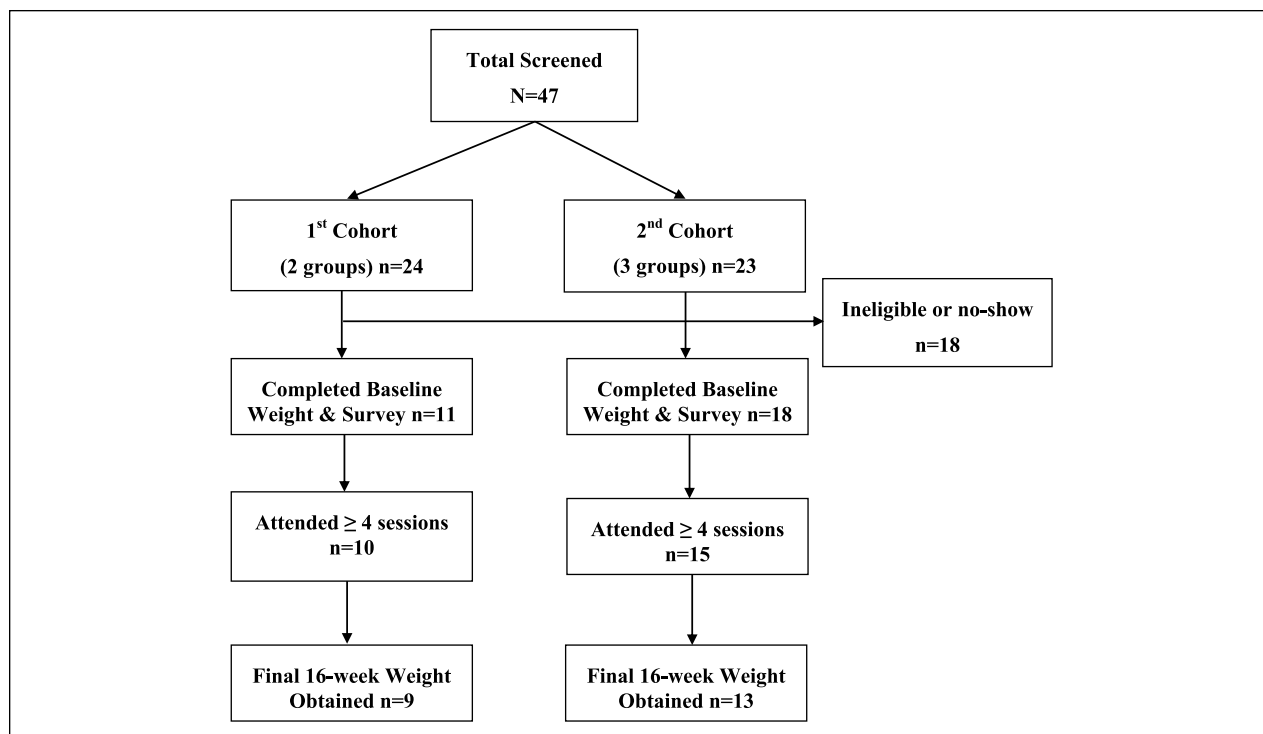 Total Screened
N=47
1st Cohort
(2 groups) n=24
2nd Cohort
(3 groups) n=23
Ineligible or no-show
n=18
Completed Baseline
Weight & Survey n=11
Completed Baseline
Weight & Survey n=18
Attended ≥ 4 sessions
n=10
Attended ≥ 4 sessions
n=15
Final 16-week Weight
Obtained n=9
Final 16-week Weight
Obtained n=13